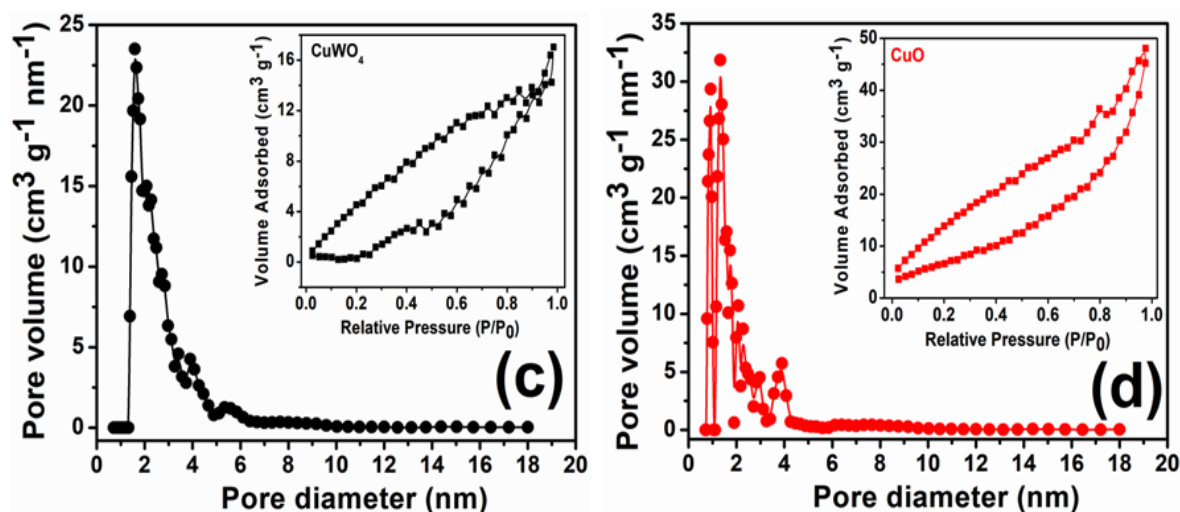 (c)
Pore volume (cm³ g⁻¹ nm⁻¹)
25
20
15
10
5
0
0 2 4 6 8 10 12 14 16 18 20
Pore diameter (nm)
CuWO₄
Volume Adsorbed (cm³ g⁻¹)
16
12
8
4
0
0.0 0.2 0.4 0.6 0.8 1.0
Relative Pressure (P/P₀)
(d)
Pore volume (cm³ g⁻¹ nm⁻¹)
35
30
25
20
15
10
5
0
0 2 4 6 8 10 12 14 16 18 20
Pore diameter (nm)
CuO
Volume Adsorbed (cm³ g⁻¹)
50
40
30
20
10
0
0.0 0.2 0.4 0.6 0.8 1.0
Relative Pressure (P/P₀)